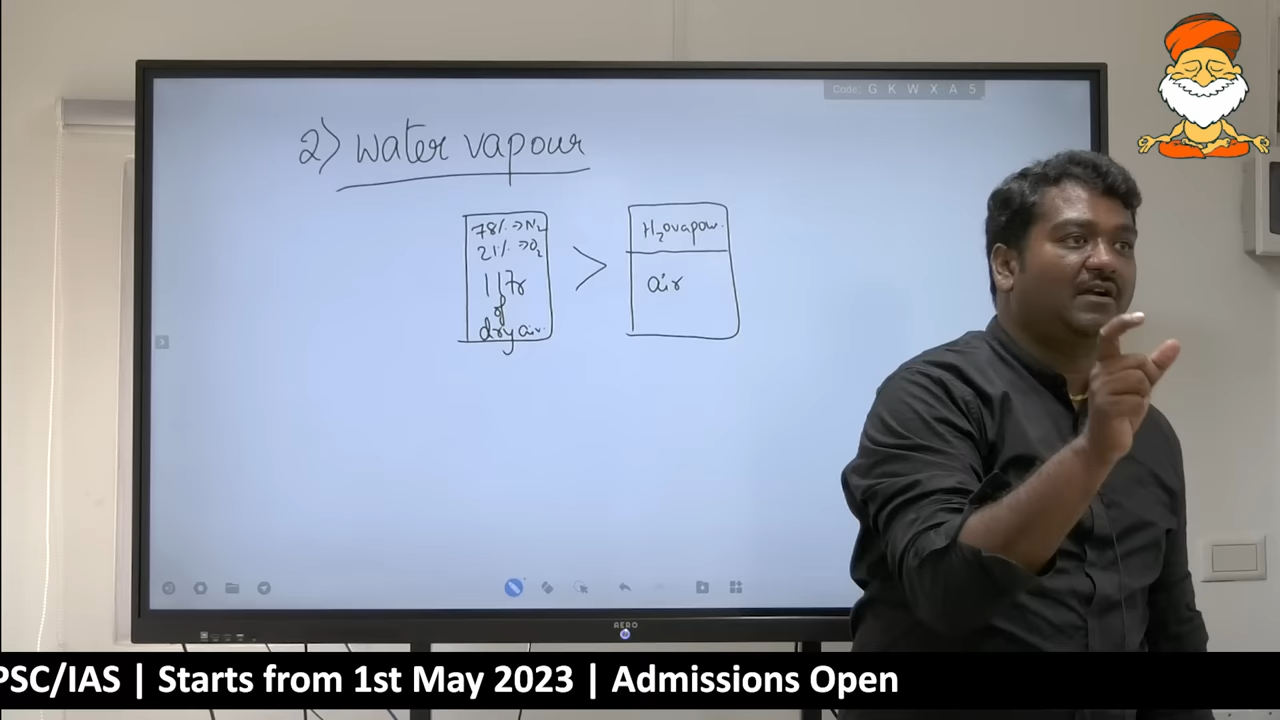 Code: G K W X A 5
2) water vapour
78% → N2
21% → O2
1 ltr
of
dry air
>
H2O vapour
air
AERO
PSC/IAS | Starts from 1st May 2023 | Admissions Open